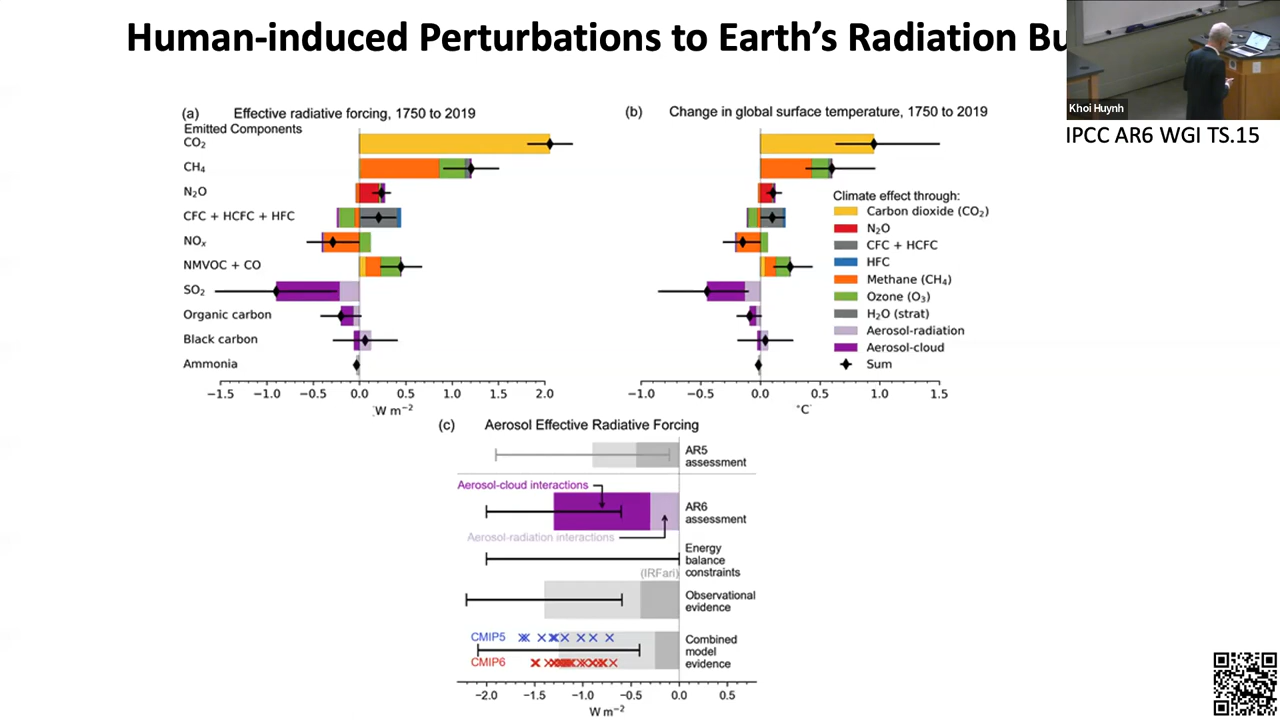 Human-induced Perturbations to Earth's Radiation Bu
Khoi Huynh
IPCC AR6 WGI TS.15
(a) Effective radiative forcing, 1750 to 2019
Emitted Components
CO2
CH4
N2O
CFC + HCFC + HFC
NOx
NMVOC + CO
SO2
Organic carbon
Black carbon
Ammonia
−1.5 −1.0 −0.5 0.0 0.5 1.0 1.5 2.0
W m−2
(b) Change in global surface temperature, 1750 to 2019
Climate effect through:
Carbon dioxide (CO2)
N2O
CFC + HCFC
HFC
Methane (CH4)
Ozone (O3)
H2O (strat)
Aerosol-radiation
Aerosol-cloud
Sum
−1.0 −0.5 0.0 0.5 1.0 1.5
°C
(c) Aerosol Effective Radiative Forcing
AR5
assessment
Aerosol-cloud interactions
AR6
assessment
Aerosol-radiation interactions
Energy
balance
constraints
(IRFari)
Observational
evidence
CMIP5
Combined
model
evidence
CMIP6
−2.0 −1.5 −1.0 −0.5 0.0 0.5
W m−2